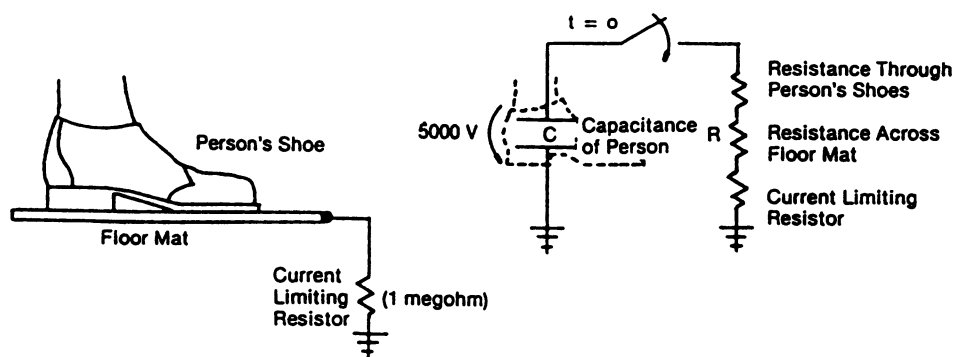 Person's Shoe
Floor Mat
Current
Limiting
Resistor
(1 megohm)
t = o
5000 V
C
Capacitance
of Person
R
Resistance Through
Person's Shoes
Resistance Across
Floor Mat
Current Limiting
Resistor